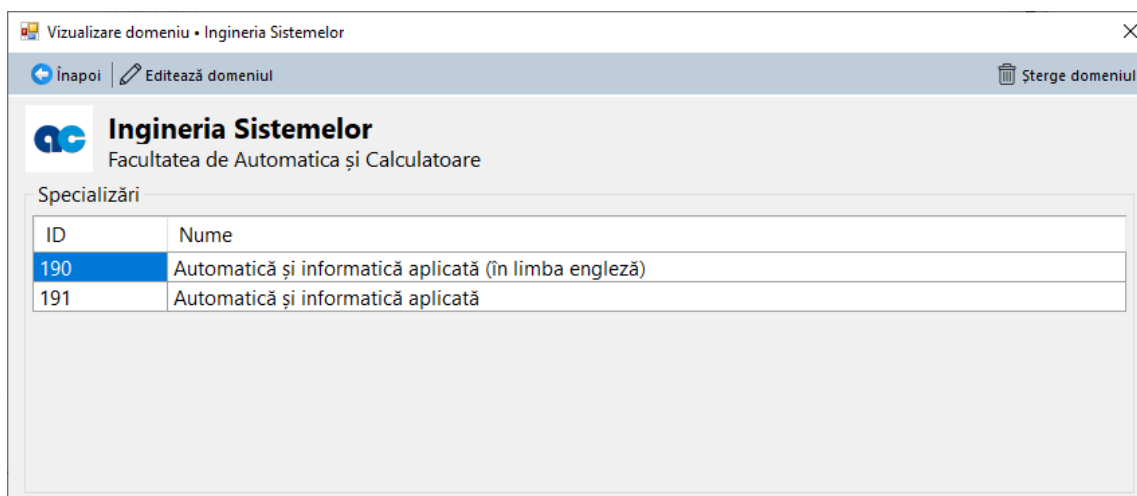 Vizualizare domeniu • Ingineria Sistemelor
Înapoi Editează domeniul Șterge domeniul
ac Ingineria Sistemelor
Facultatea de Automatica și Calculatoare
Specializări
ID Nume
190 Automatică și informatică aplicată (în limba engleză)
191 Automatică și informatică aplicată